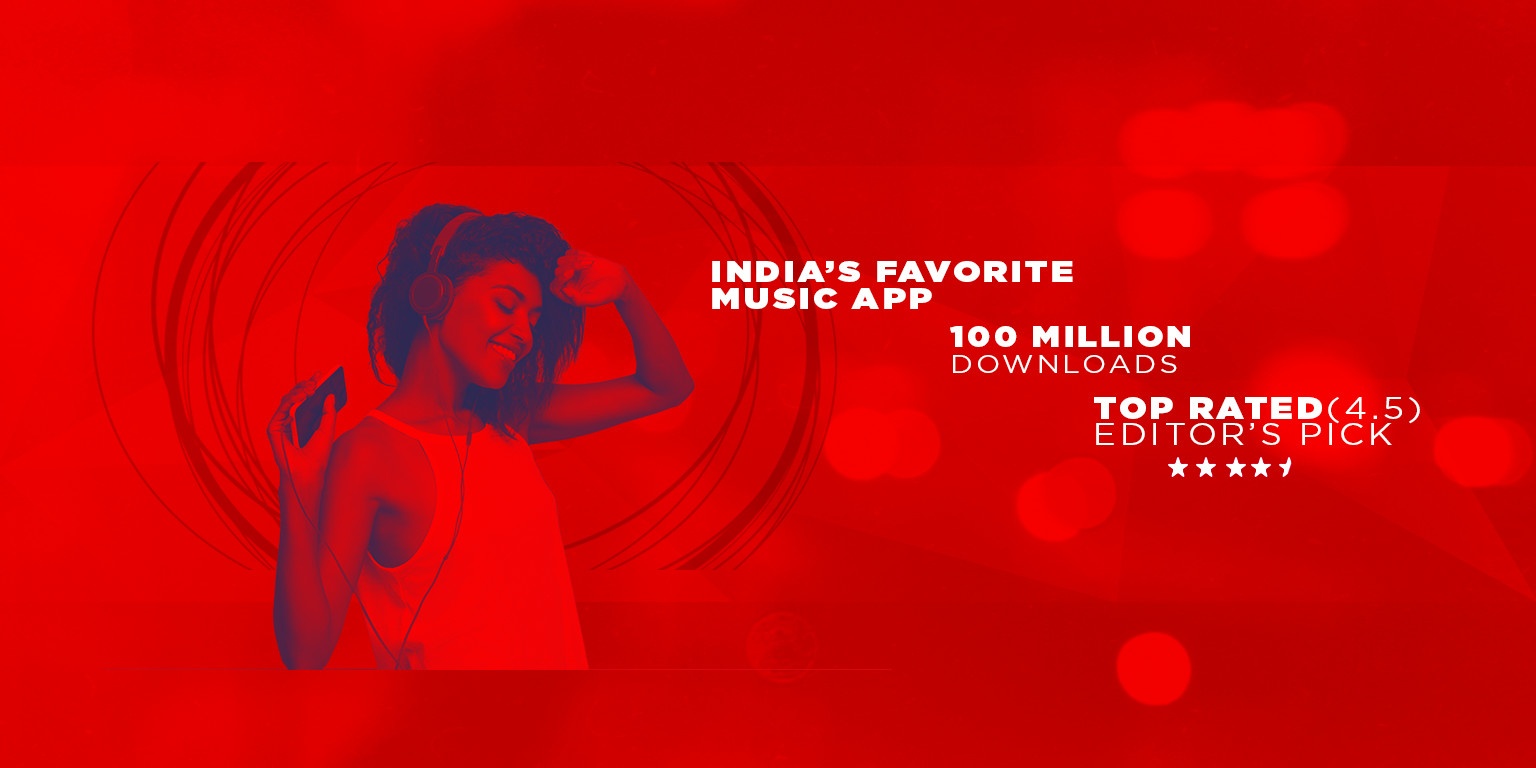 INDIA’S FAVORITE
MUSIC APP
100 MILLION
DOWNLOADS
TOP RATED(4.5)
EDITOR’S PICK